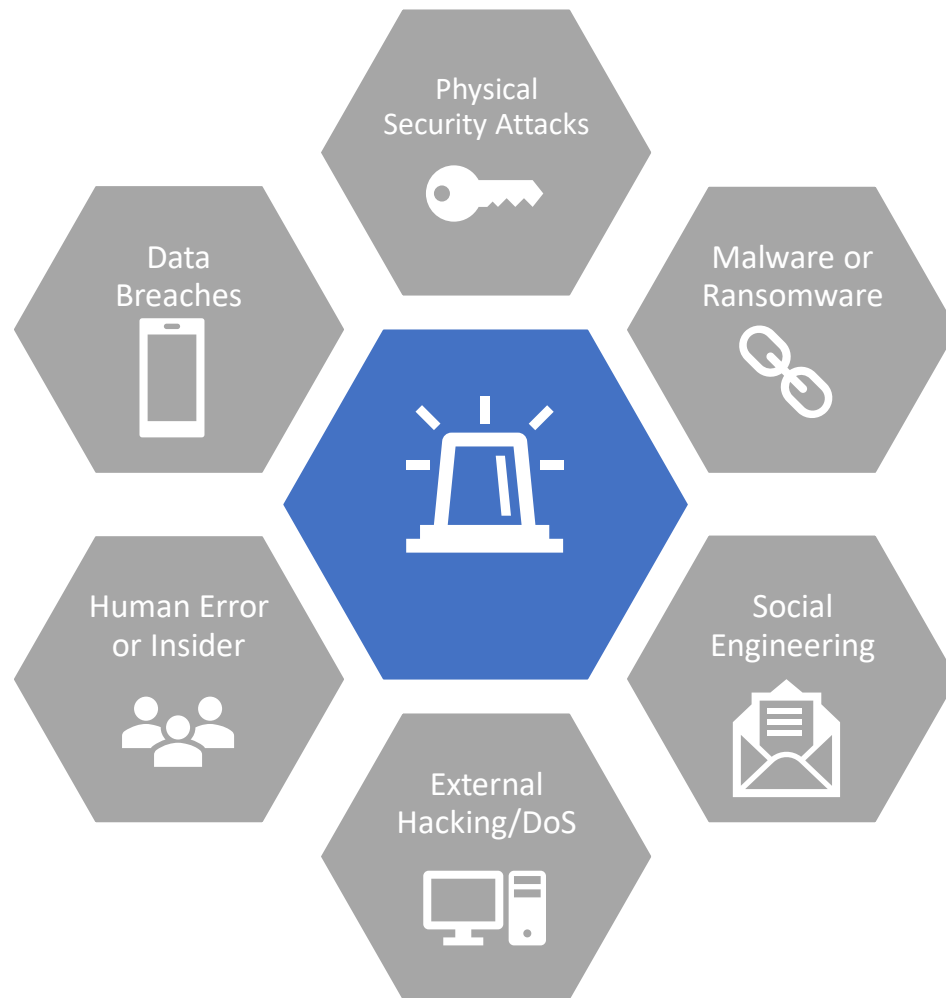 Physical
Security Attacks
Data
Breaches
Malware or
Ransomware
Human Error
or Insider
Social
Engineering
External
Hacking/DoS